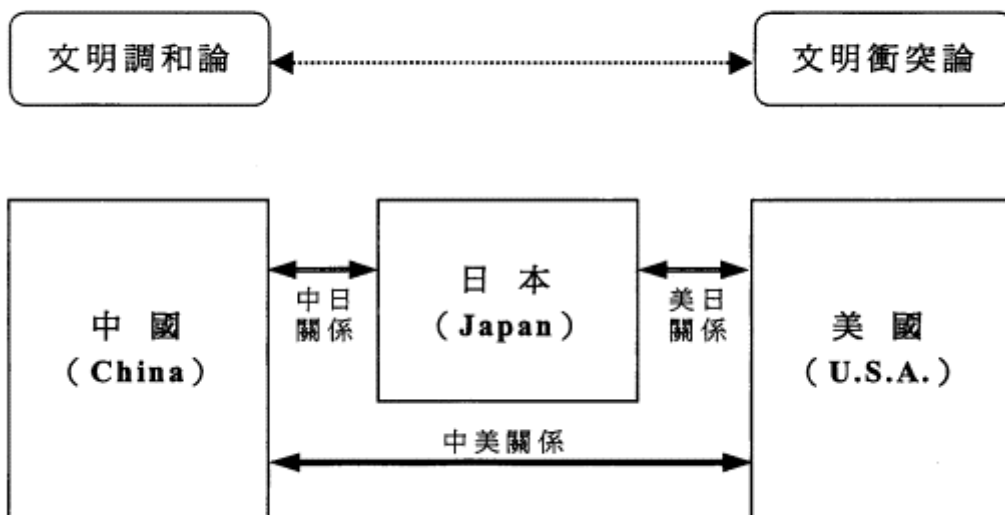 文明調和論
文明衝突論
中國
(China)
中日
關係
日本
(Japan)
美日
關係
美國
(U.S.A.)
中美關係